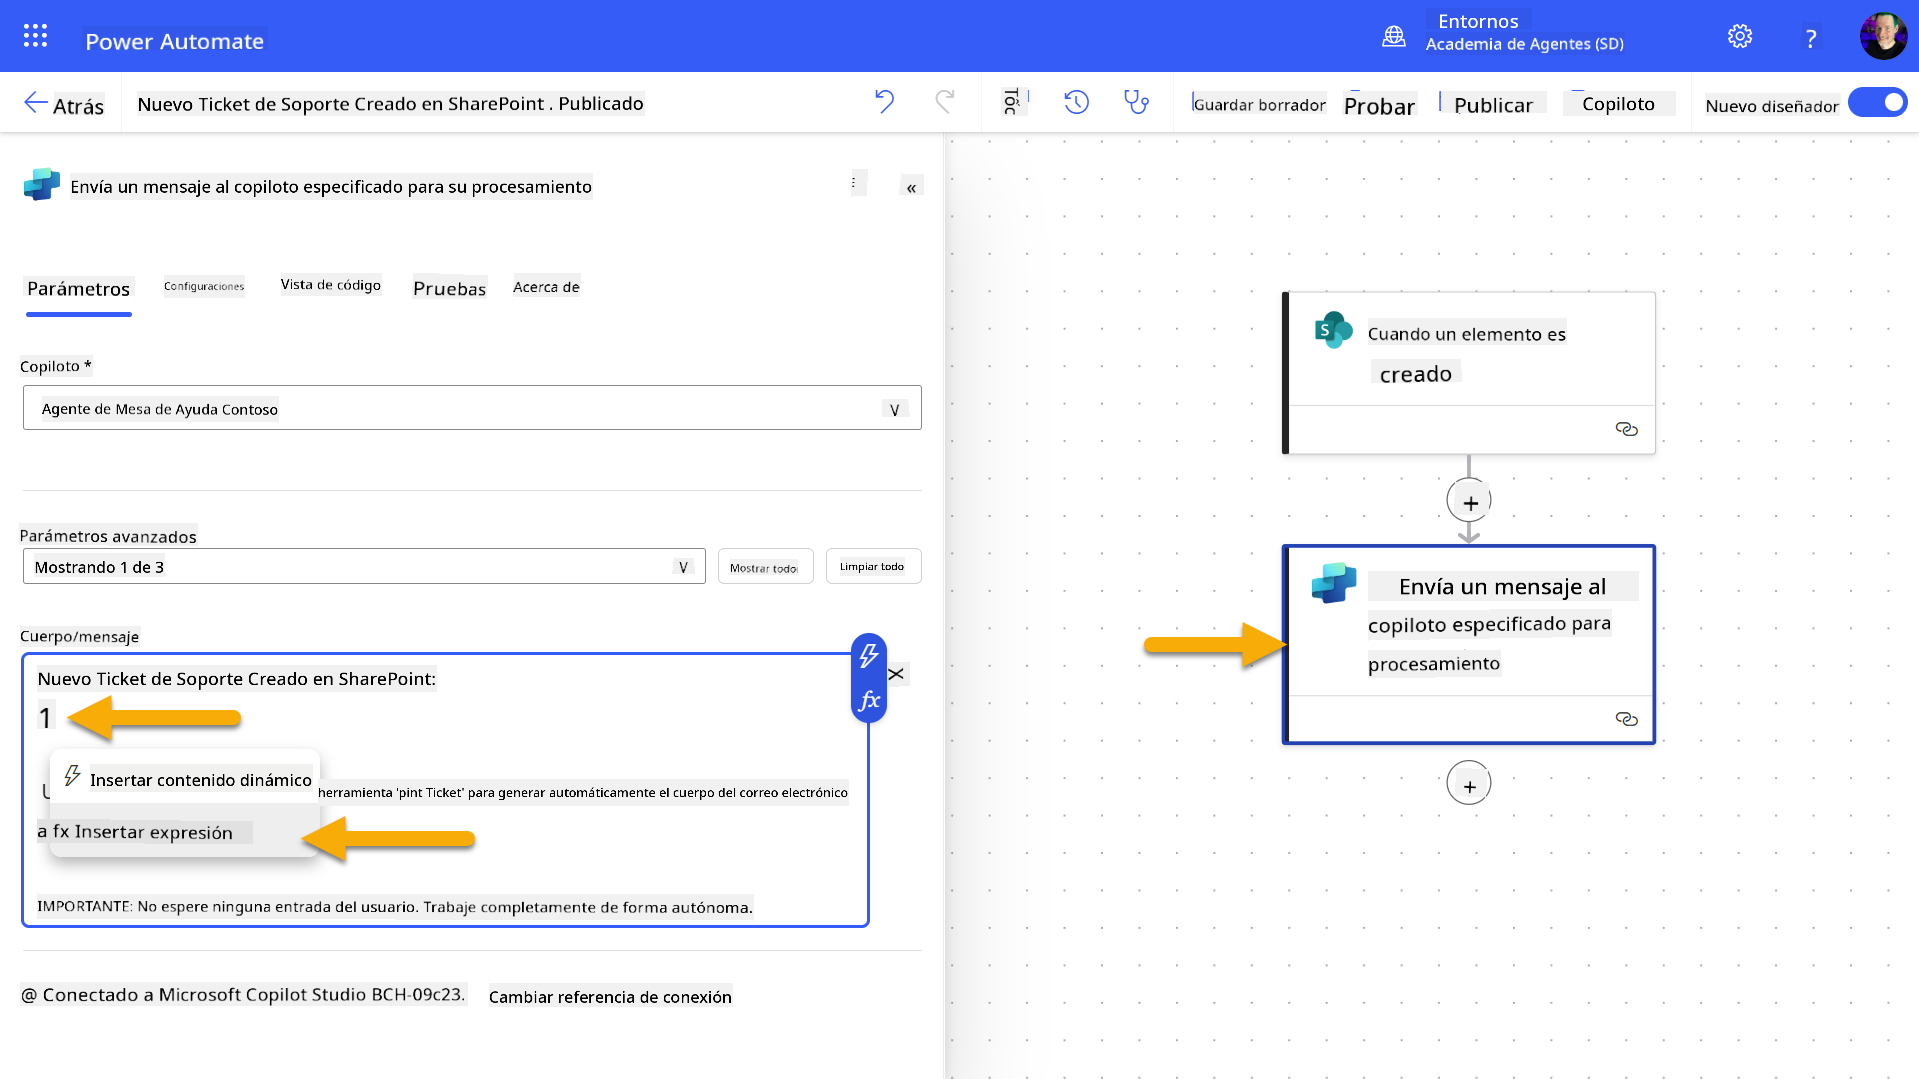 Power Automate
Entornos
Academia de Agentes (SD)
?
Atrás
Nuevo Ticket de Soporte Creado en SharePoint . Publicado
Guardar borrador
Probar
Publicar
Copiloto
Nuevo diseñador
Envía un mensaje al copiloto especificado para su procesamiento
«
Parámetros
Configuraciones
Vista de código
Pruebas
Acerca de
Copiloto *
Agente de Mesa de Ayuda Contoso
V
Parámetros avanzados
Mostrando 1 de 3
V
Mostrar todo
Limpiar todo
Cuerpo/mensaje
Nuevo Ticket de Soporte Creado en SharePoint:
1
fx
Insertar contenido dinámico
herramienta 'pint Ticket' para generar automáticamente el cuerpo del correo electrónico
a fx Insertar expresión
IMPORTANTE: No espere ninguna entrada del usuario. Trabaje completamente de forma autónoma.
@ Conectado a Microsoft Copilot Studio BCH-09c23.
Cambiar referencia de conexión
S
Cuando un elemento es
creado
+
Envía un mensaje al
copiloto especificado para
procesamiento
+